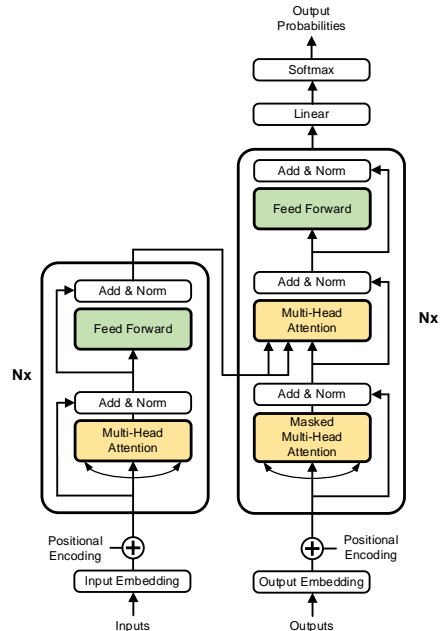 Output
Probabilities
Softmax
Linear
Add & Norm
Feed Forward
Add & Norm
Multi-Head
Attention
Nx
Add & Norm
Masked
Multi-Head
Attention
Positional
Encoding
Output Embedding
Outputs
Add & Norm
Feed Forward
Nx
Add & Norm
Multi-Head
Attention
Positional
Encoding
Input Embedding
Inputs